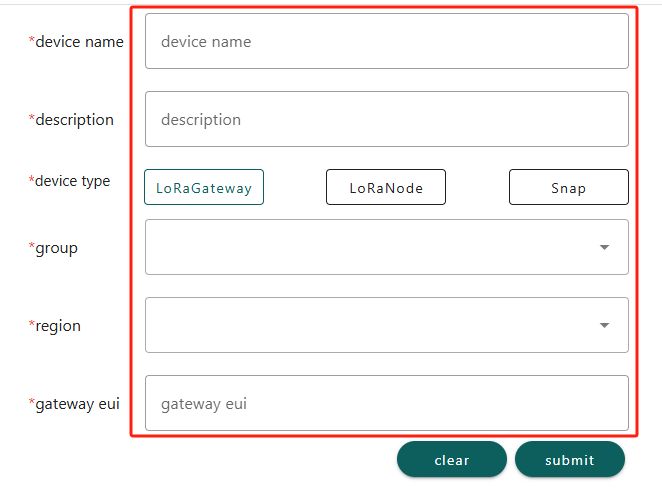 *device name device name
*description description
*device type LoRaGateway LoRaNode Snap
*group
*region
*gateway eui gateway eui
clear submit